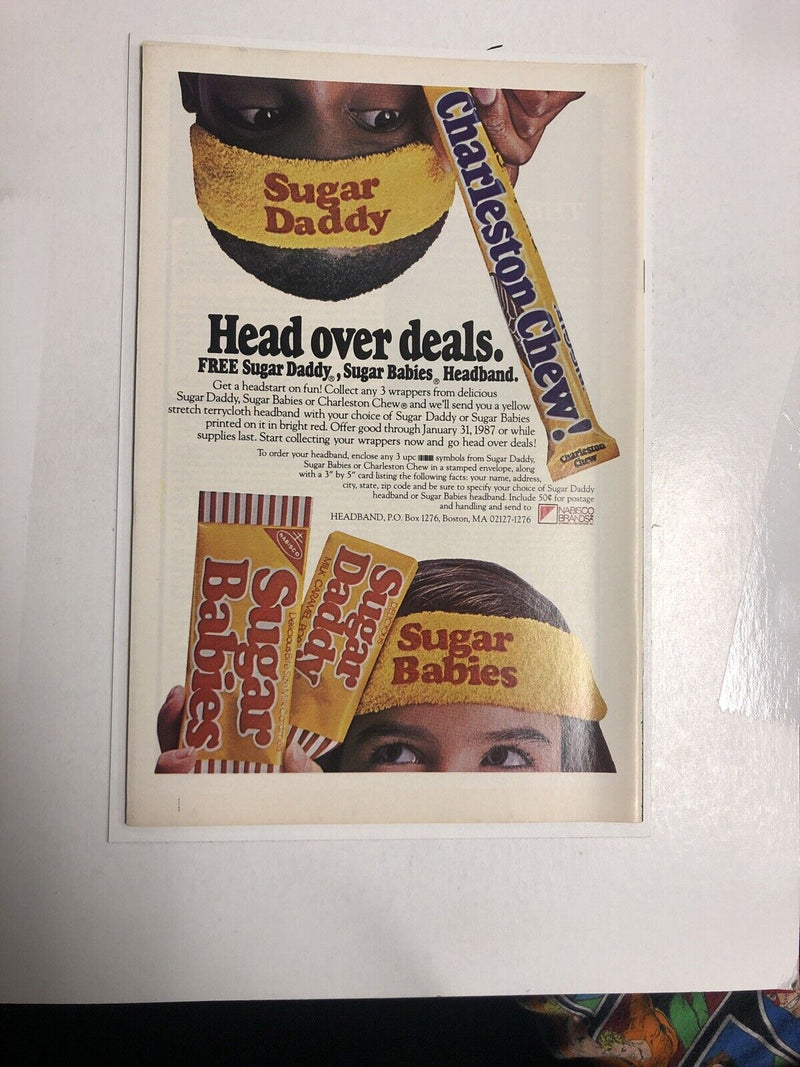 Sugar
Daddy
Charleston Chew!
Charleston
Chew
Head over deals.
FREE Sugar Daddy®, Sugar Babies® Headband.
Get a headstart on fun! Collect any 3 wrappers from delicious
Sugar Daddy, Sugar Babies or Charleston Chew® and we'll send you a yellow
stretch terrycloth headband with your choice of Sugar Daddy or Sugar Babies
printed on it in bright red. Offer good through January 31, 1987 or while
supplies last. Start collecting your wrappers now and go head over deals!
To order your headband, enclose any 3 upc symbols from Sugar Daddy,
Sugar Babies or Charleston Chew in a stamped envelope, along
with a 3" by 5" card listing the following facts: your name, address,
city, state, zip code and be sure to specify your choice of Sugar Daddy
headband or Sugar Babies headband. Include 50¢ for postage
and handling and send to
HEADBAND, P.O. Box 1276, Boston, MA 02127-1276
NABISCO
BRANDS
NABISCO
Sugar
Babies
Sugar
Daddy
MILK CARAMEL POP
Sugar
Babies